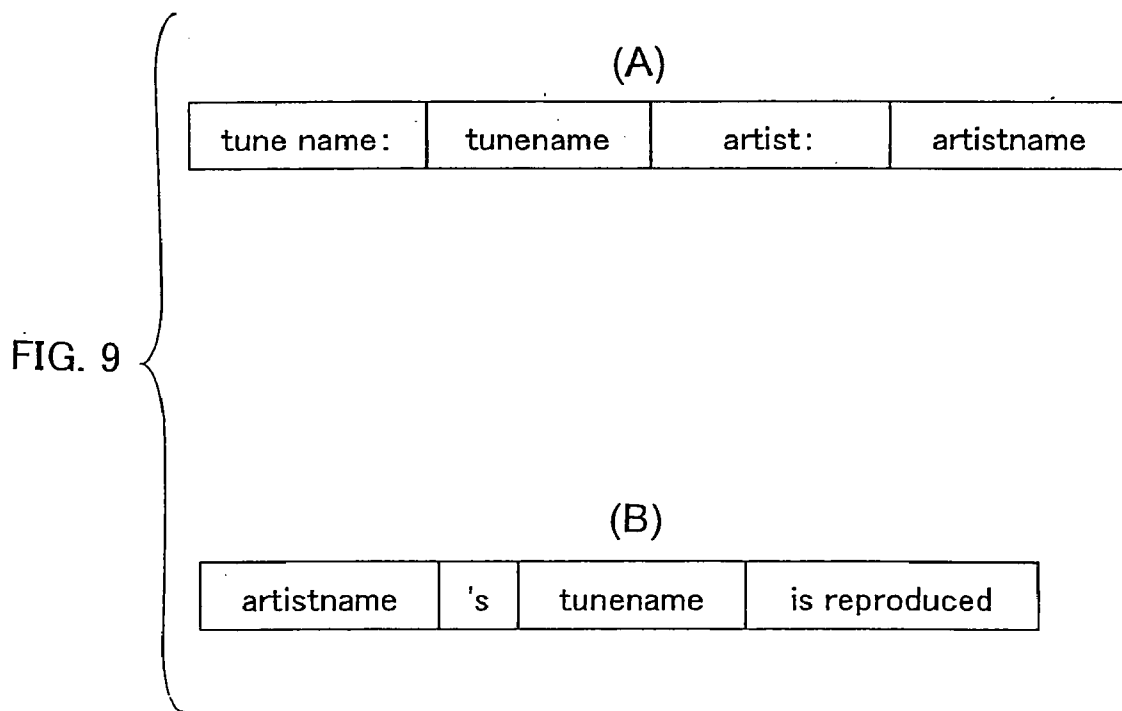 (A)
tune name: tunename artist: artistname
FIG. 9
(B)
artistname 's tunename is reproduced